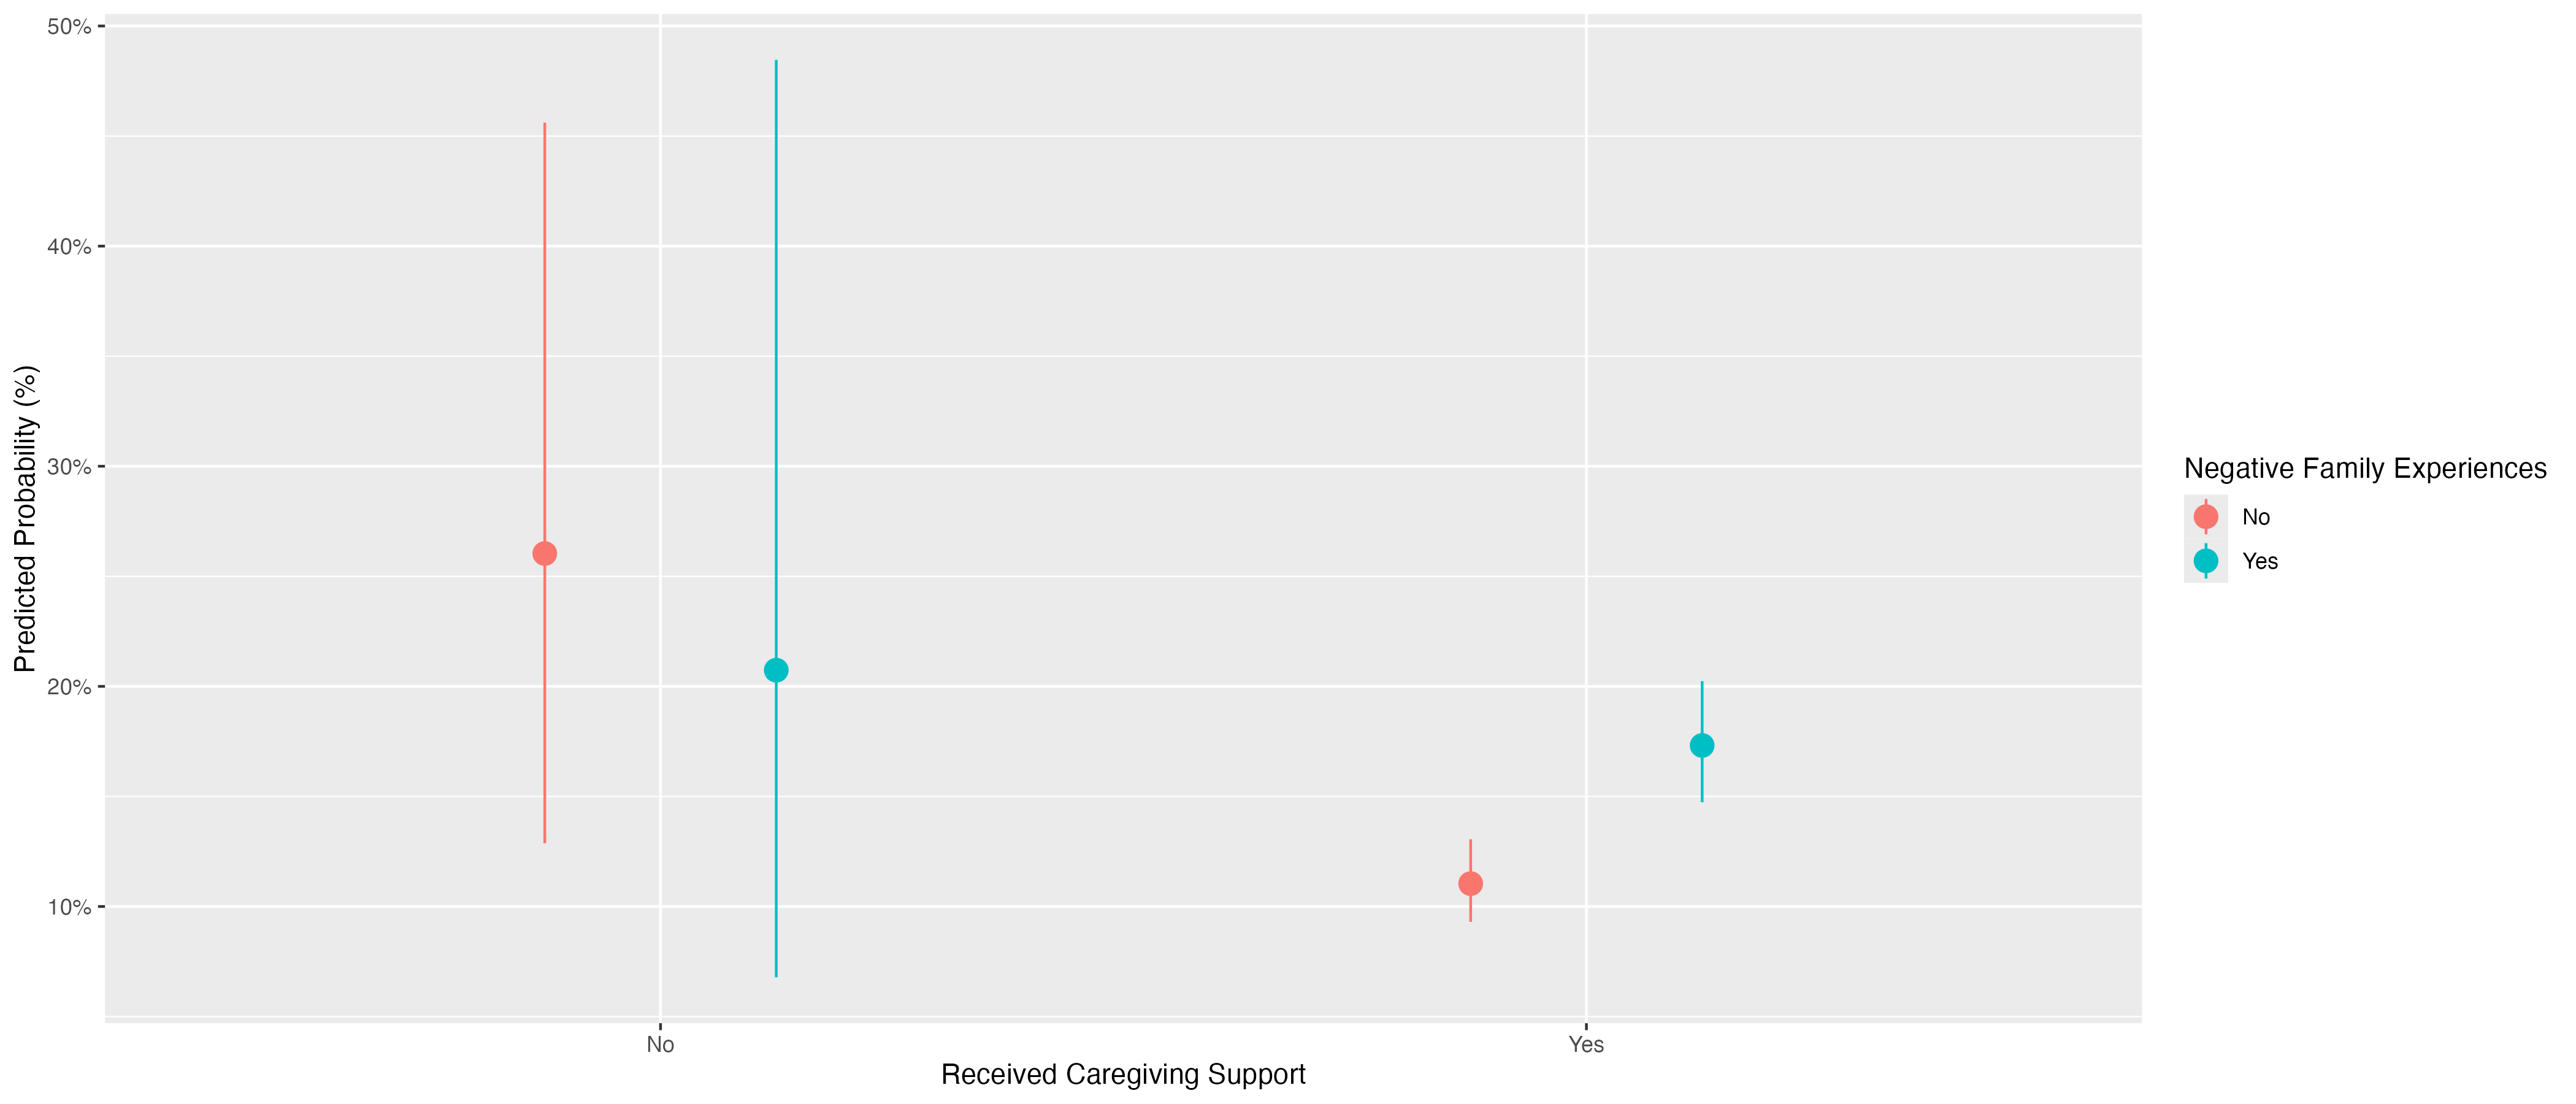 50%
40%
30%
20%
10%
Predicted Probability (%)
No
Yes
Received Caregiving Support
Negative Family Experiences
No
Yes